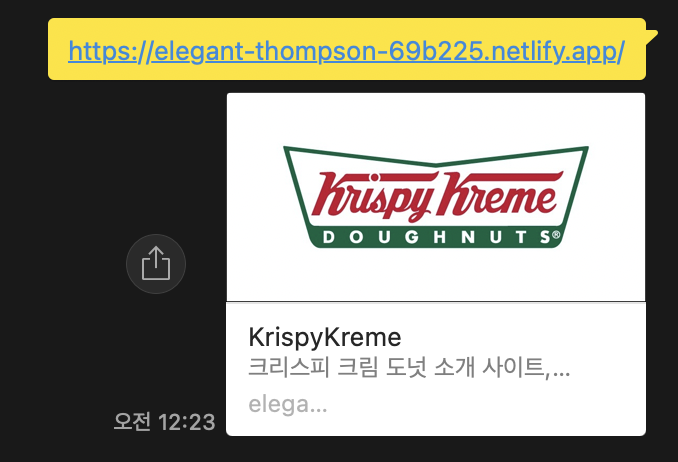 https://elegant-thompson-69b225.netlify.app/
Krispy Kreme
DOUGHNUTS®
KrispyKreme
크리스피 크림 도넛 소개 사이트,...
elega...
오전 12:23